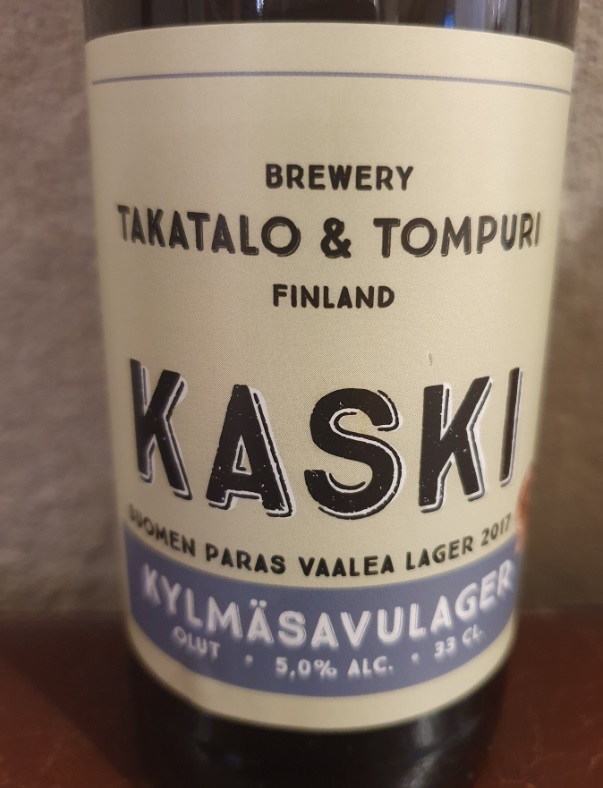 BREWERY
TAKATALO & TOMPURI
FINLAND
KASKI
SUOMEN PARAS VAALEA LAGER 2017
KYLMÄSAVULAGER
OLUT • 5,0% ALC. • 33 CL.